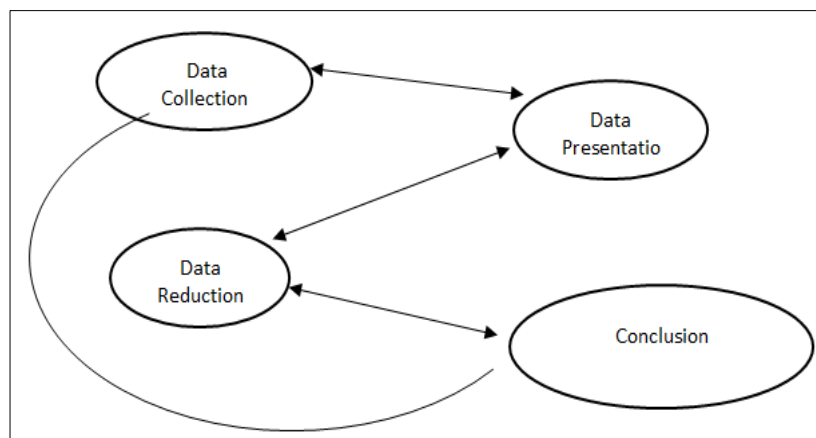 Data
Collection
Data
Presentatio
Data
Reduction
Conclusion